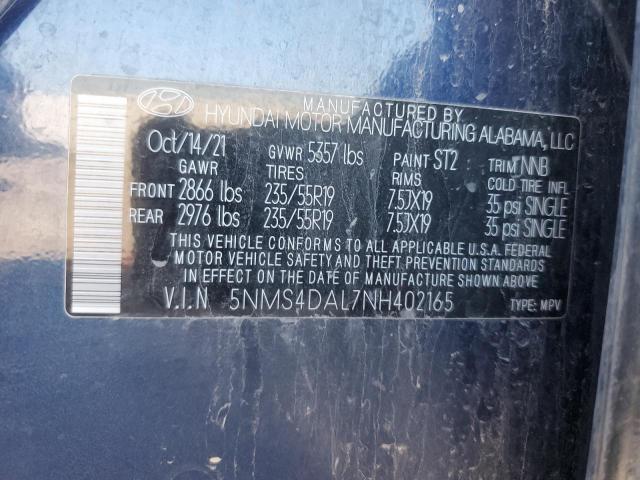 MANUFACTURED BY
HYUNDAI MOTOR MANUFACTURING ALABAMA, LLC
Oct/14/21 GVWR 5357 lbs PAINT ST2 TRIM NNB
GAWR TIRES RIMS COLD TIRE INFL
FRONT 2866 lbs 235/55R19 7.5JX19 35 psi SINGLE
REAR 2976 lbs 235/55R19 7.5JX19 35 psi SINGLE
THIS VEHICLE CONFORMS TO ALL APPLICABLE U.S.A. FEDERAL
MOTOR VEHICLE SAFETY, BUMPER, AND THEFT PREVENTION STANDARDS
IN EFFECT ON THE DATE OF MANUFACTURE SHOWN ABOVE.
V.I.N 5NMS4DAL7NH402165 TYPE: MPV